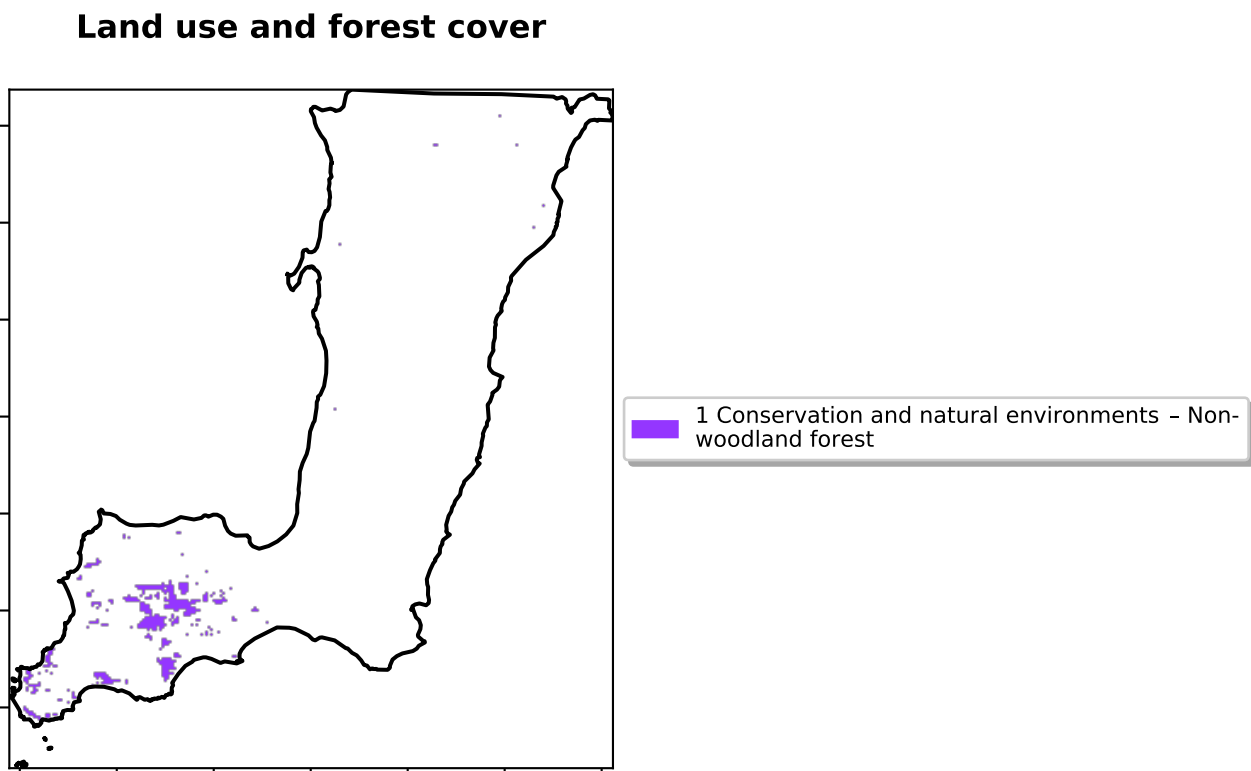 Land use and forest cover
1 Conservation and natural environments – Non-
woodland forest